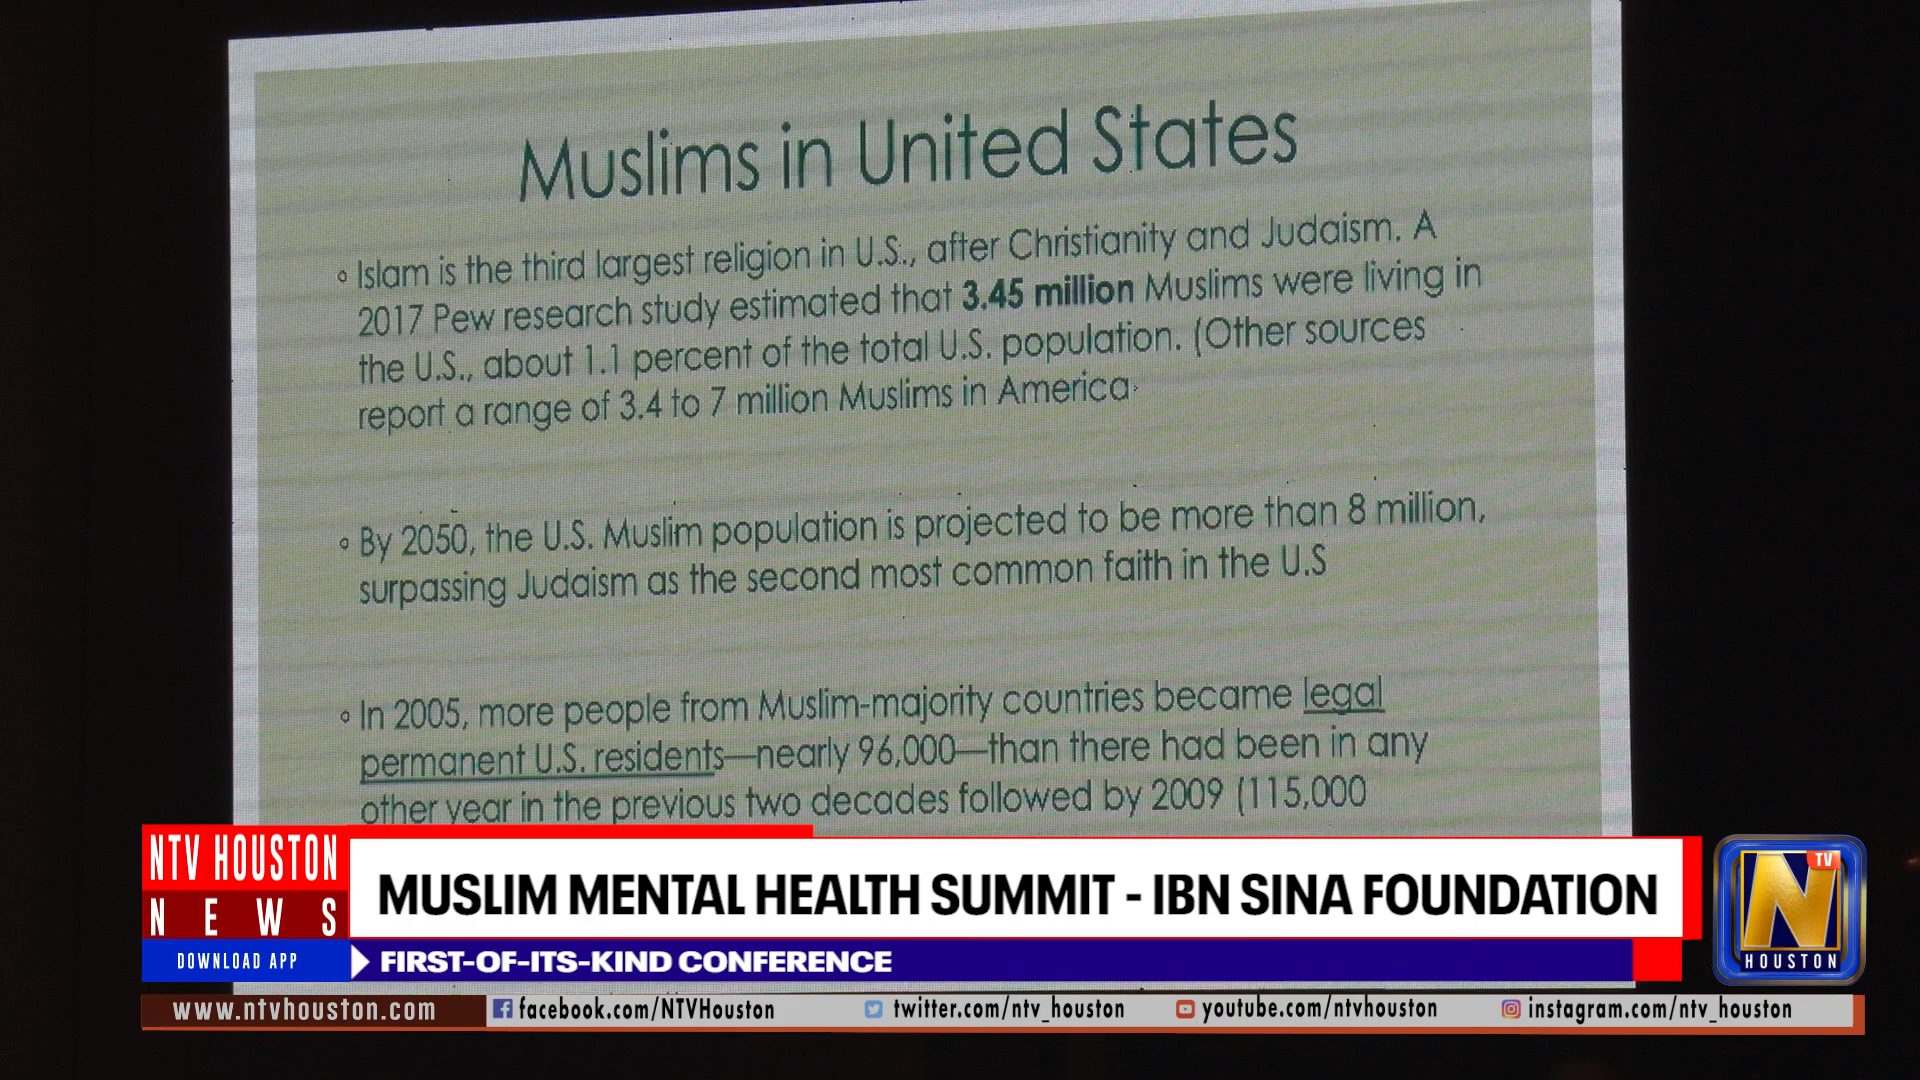 Muslims in United States
Islam is the third largest religion in U.S., after Christianity and Judaism. A
2017 Pew research study estimated that 3.45 million Muslims were living in
the U.S., about 1.1 percent of the total U.S. population. (Other sources
report a range of 3.4 to 7 million Muslims in America
By 2050, the U.S. Muslim population is projected to be more than 8 million,
surpassing Judaism as the second most common faith in the U.S
In 2005, more people from Muslim-majority countries became legal
permanent U.S. residents—nearly 96,000—than there had been in any
other year in the previous two decades followed by 2009 (115,000
NTV HOUSTON
NEWS
DOWNLOAD APP
MUSLIM MENTAL HEALTH SUMMIT - IBN SINA FOUNDATION
FIRST-OF-ITS-KIND CONFERENCE
N TV
HOUSTON
www.ntvhouston.com facebook.com/NTVHouston twitter.com/ntv_houston youtube.com/ntvhouston instagram.com/ntv_houston